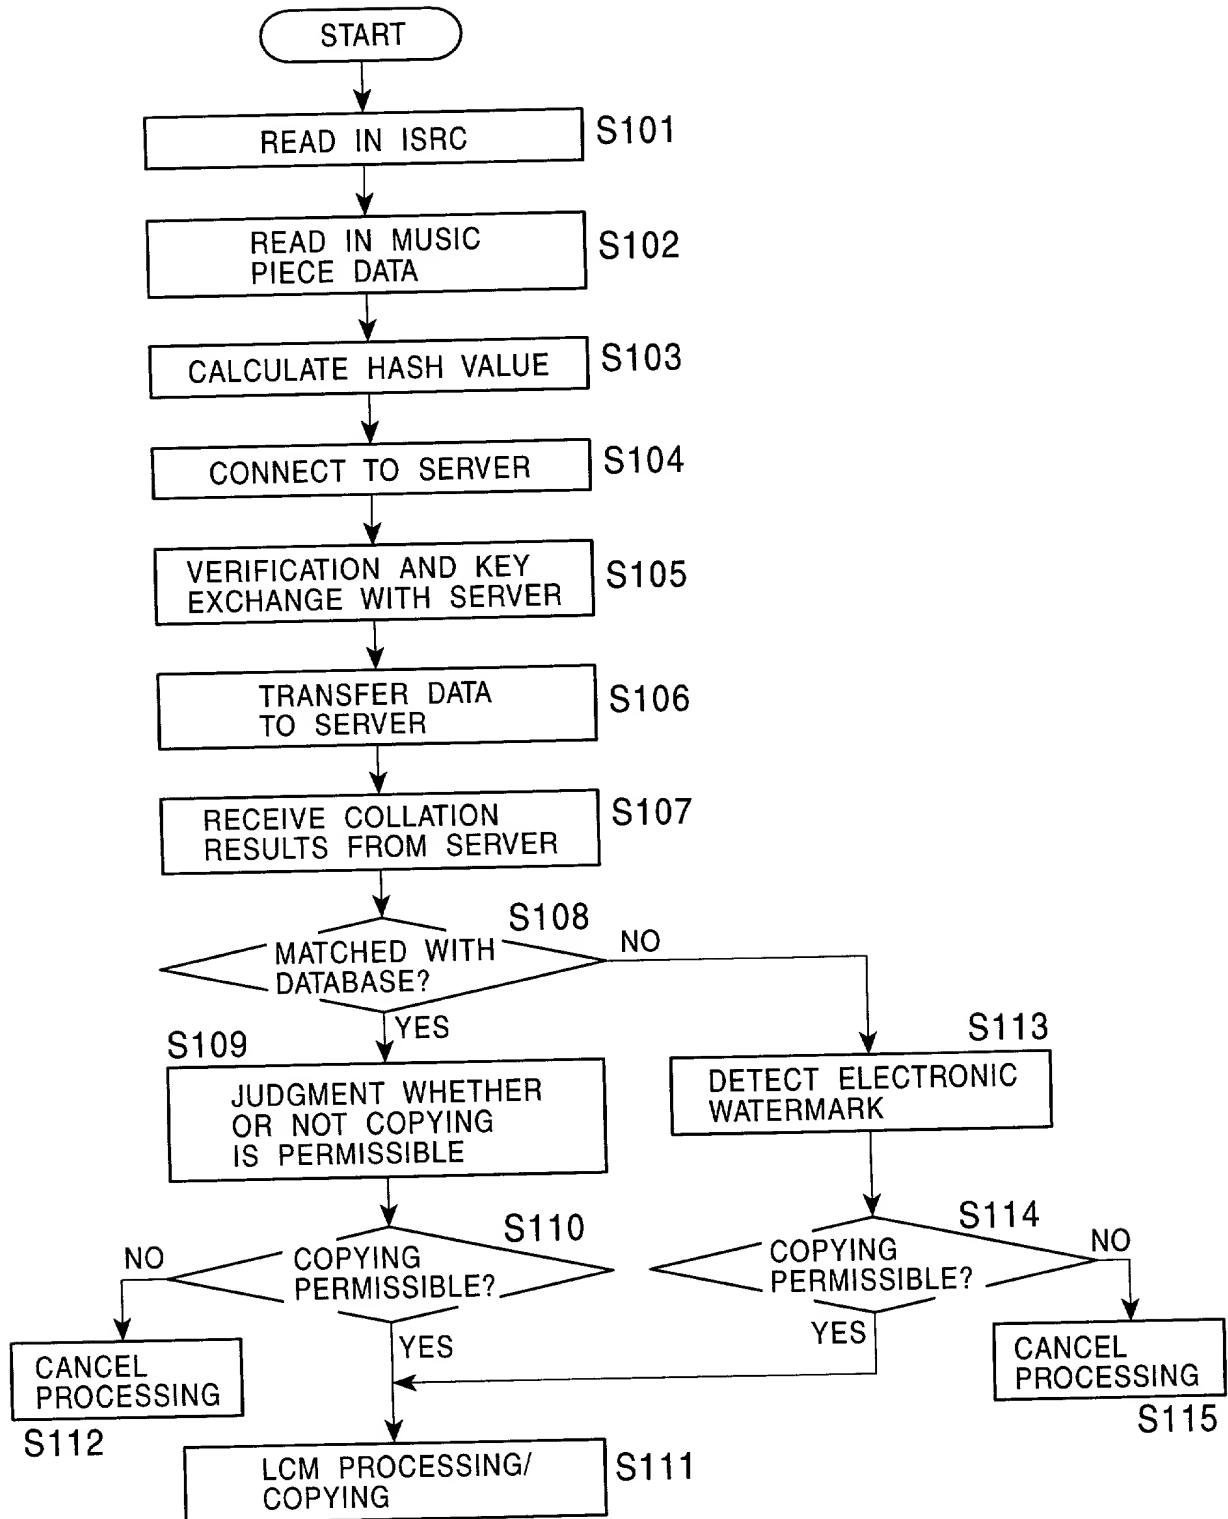 START
READ IN ISRC
S101
READ IN MUSIC
PIECE DATA
S102
CALCULATE HASH VALUE
S103
CONNECT TO SERVER
S104
VERIFICATION AND KEY
EXCHANGE WITH SERVER
S105
TRANSFER DATA
TO SERVER
S106
RECEIVE COLLATION
RESULTS FROM SERVER
S107
S108
MATCHED WITH
DATABASE?
NO
YES
S109
JUDGMENT WHETHER
OR NOT COPYING
IS PERMISSIBLE
S113
DETECT ELECTRONIC
WATERMARK
S110
COPYING
PERMISSIBLE?
NO
YES
S114
COPYING
PERMISSIBLE?
NO
YES
CANCEL
PROCESSING
S112
CANCEL
PROCESSING
S115
LCM PROCESSING/
COPYING
S111